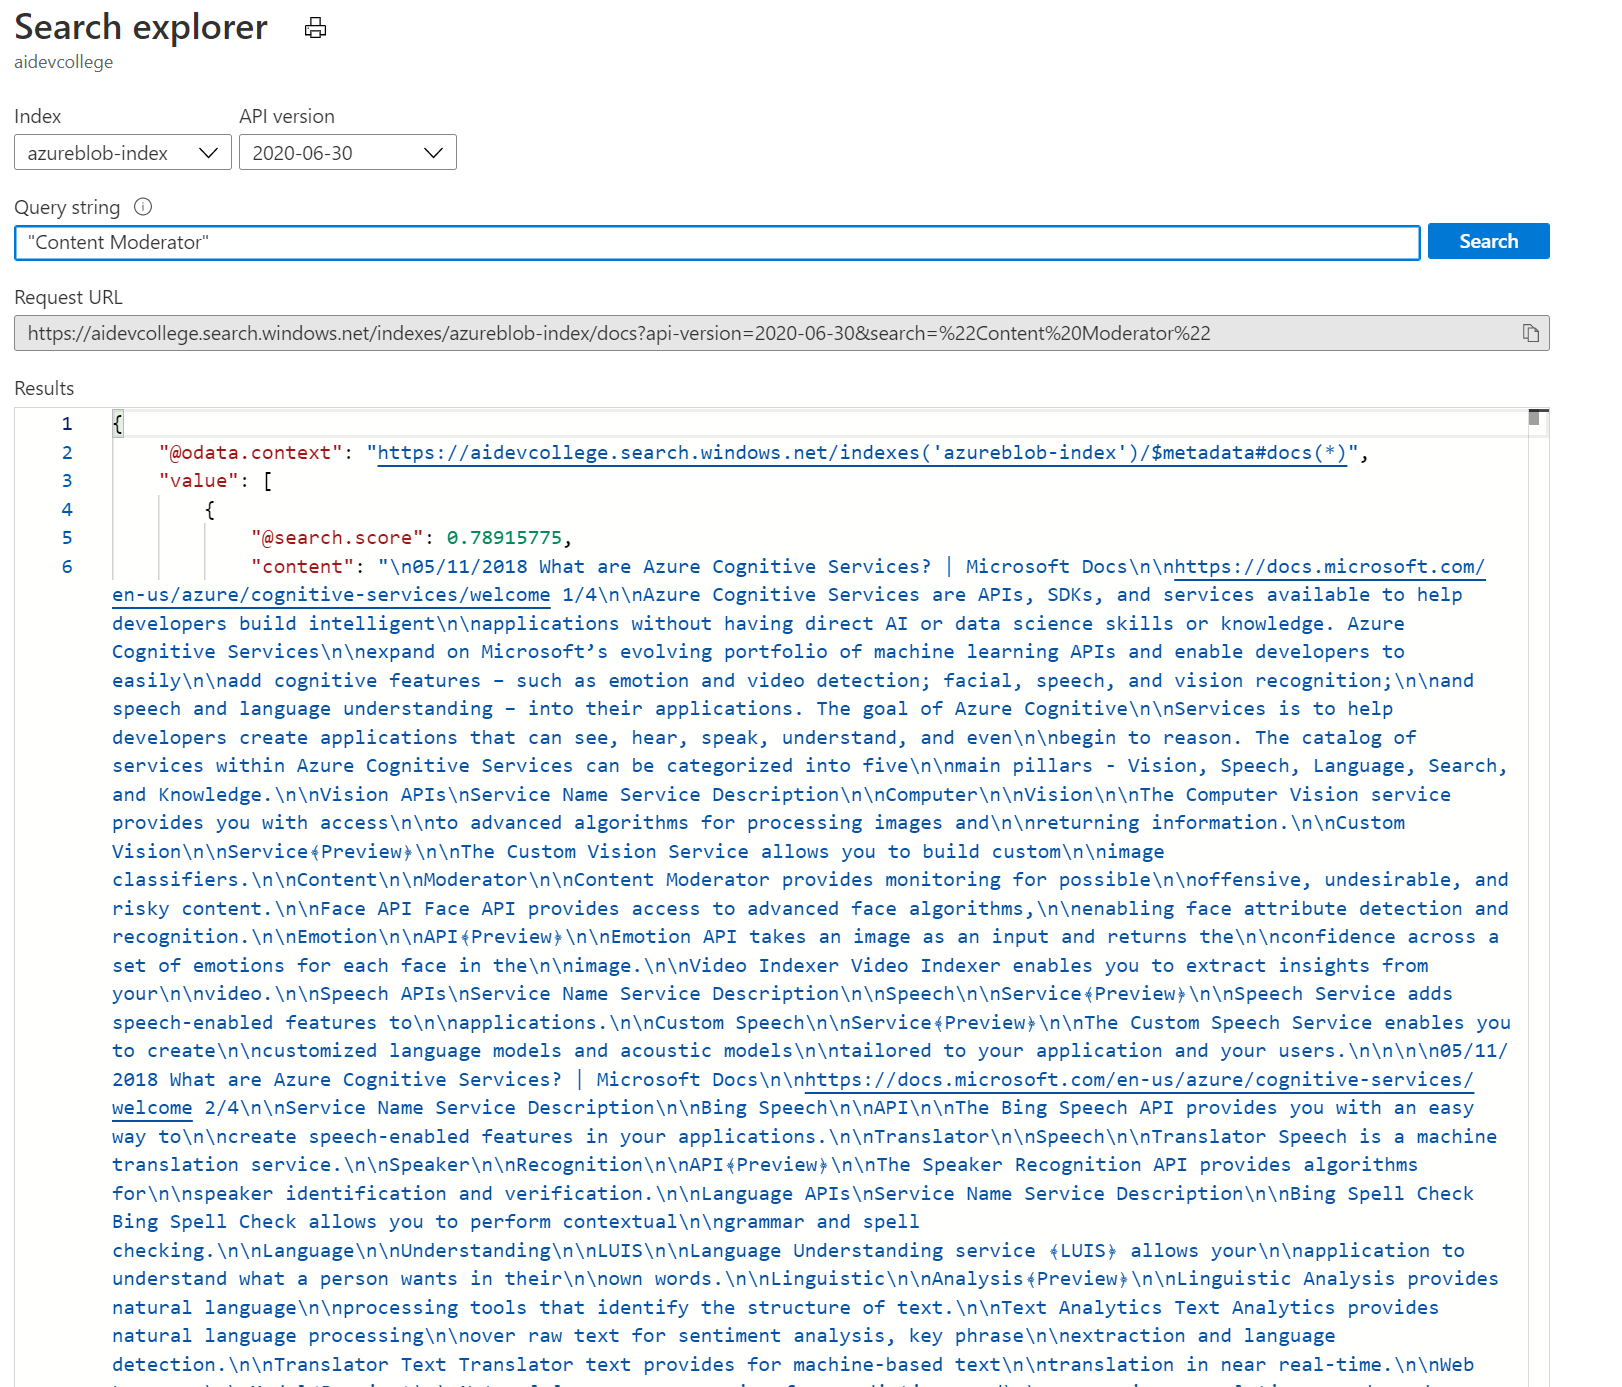 Search explorer
aidevcollege
Index
API version
azureblob-index
2020-06-30
Query string
"Content Moderator"
Search
Request URL
https://aidevcollege.search.windows.net/indexes/azureblob-index/docs?api-version=2020-06-30&search=%22Content%20Moderator%22
Results
1 {
2 "@odata.context": "https://aidevcollege.search.windows.net/indexes('azureblob-index')/$metadata#docs(*)",
3 "value": [
4 {
5 "@search.score": 0.78915775,
6 "content": "\n05/11/2018 What are Azure Cognitive Services? | Microsoft Docs\n\nhttps://docs.microsoft.com/
en-us/azure/cognitive-services/welcome 1/4\n\nAzure Cognitive Services are APIs, SDKs, and services available to help
developers build intelligent\n\napplications without having direct AI or data science skills or knowledge. Azure
Cognitive Services\n\nexpand on Microsoft’s evolving portfolio of machine learning APIs and enable developers to
easily\n\nadd cognitive features – such as emotion and video detection; facial, speech, and vision recognition;\n\nand
speech and language understanding – into their applications. The goal of Azure Cognitive\n\nServices is to help
developers create applications that can see, hear, speak, understand, and even\n\nbegin to reason. The catalog of
services within Azure Cognitive Services can be categorized into five\n\nmain pillars - Vision, Speech, Language, Search,
and Knowledge.\n\nVision APIs\nService Name Service Description\n\nComputer\n\nVision\n\nThe Computer Vision service
provides you with access\n\nto advanced algorithms for processing images and\n\nreturning information.\n\nCustom
Vision\n\nService﴾Preview﴿\n\nThe Custom Vision Service allows you to build custom\n\nimage
classifiers.\n\nContent\n\nModerator\n\nContent Moderator provides monitoring for possible\n\noffensive, undesirable, and
risky content.\n\nFace API Face API provides access to advanced face algorithms,\n\nenabling face attribute detection and
recognition.\n\nEmotion\n\nAPI﴾Preview﴿\n\nEmotion API takes an image as an input and returns the\n\nconfidence across a
set of emotions for each face in the\n\nimage.\n\nVideo Indexer Video Indexer enables you to extract insights from
your\n\nvideo.\n\nSpeech APIs\nService Name Service Description\n\nSpeech\n\nService﴾Preview﴿\n\nSpeech Service adds
speech-enabled features to\n\napplications.\n\nCustom Speech\n\nService﴾Preview﴿\n\nThe Custom Speech Service enables you
to create\n\ncustomized language models and acoustic models\n\ntailored to your application and your users.\n\n\n\n05/11/
2018 What are Azure Cognitive Services? | Microsoft Docs\n\nhttps://docs.microsoft.com/en-us/azure/cognitive-services/
welcome 2/4\n\nService Name Service Description\n\nBing Speech\n\nAPI\n\nThe Bing Speech API provides you with an easy
way to\n\ncreate speech-enabled features in your applications.\n\nTranslator\n\nSpeech\n\nTranslator Speech is a machine
translation service.\n\nSpeaker\n\nRecognition\n\nAPI﴾Preview﴿\n\nThe Speaker Recognition API provides algorithms
for\n\nspeaker identification and verification.\n\nLanguage APIs\nService Name Service Description\n\nBing Spell Check
Bing Spell Check allows you to perform contextual\n\ngrammar and spell
checking.\n\nLanguage\n\nUnderstanding\n\nLUIS\n\nLanguage Understanding service ﴾LUIS﴿ allows your\n\napplication to
understand what a person wants in their\n\nown words.\n\nLinguistic\n\nAnalysis﴾Preview﴿\n\nLinguistic Analysis provides
natural language\n\nprocessing tools that identify the structure of text.\n\nText Analytics Text Analytics provides
natural language processing\n\nover raw text for sentiment analysis, key phrase\n\nextraction and language
detection.\n\nTranslator Text Translator text provides for machine-based text\n\ntranslation in near real-time.\n\nWeb